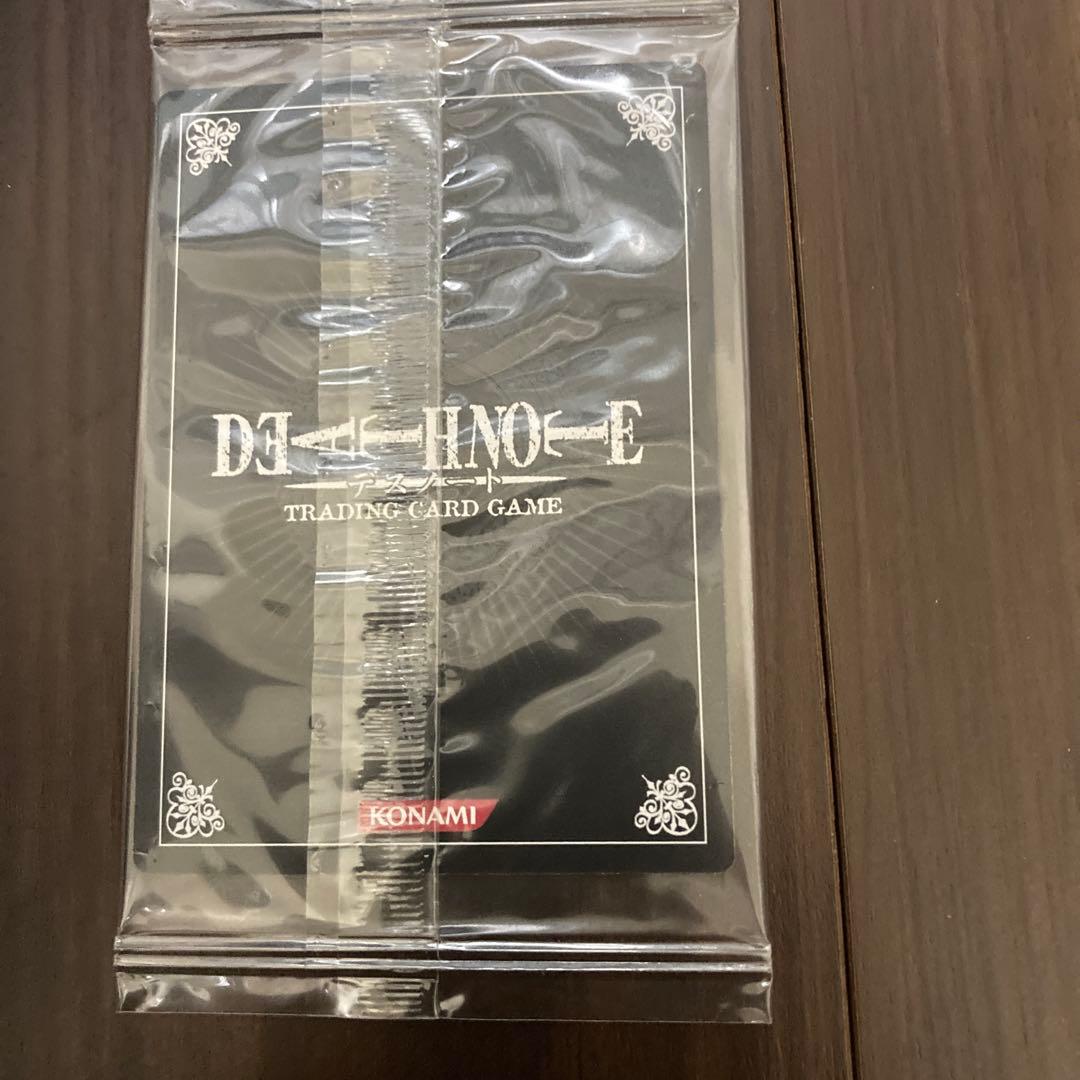 DEATH NOTE
デスノート
TRADING CARD GAME
KONAMI